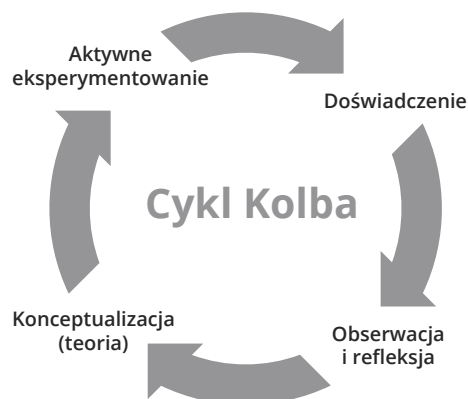 Aktywne
eksperymentowanie
Doświadczenie
Cykl Kolba
Konceptualizacja
(teoria)
Obserwacja
i refleksja